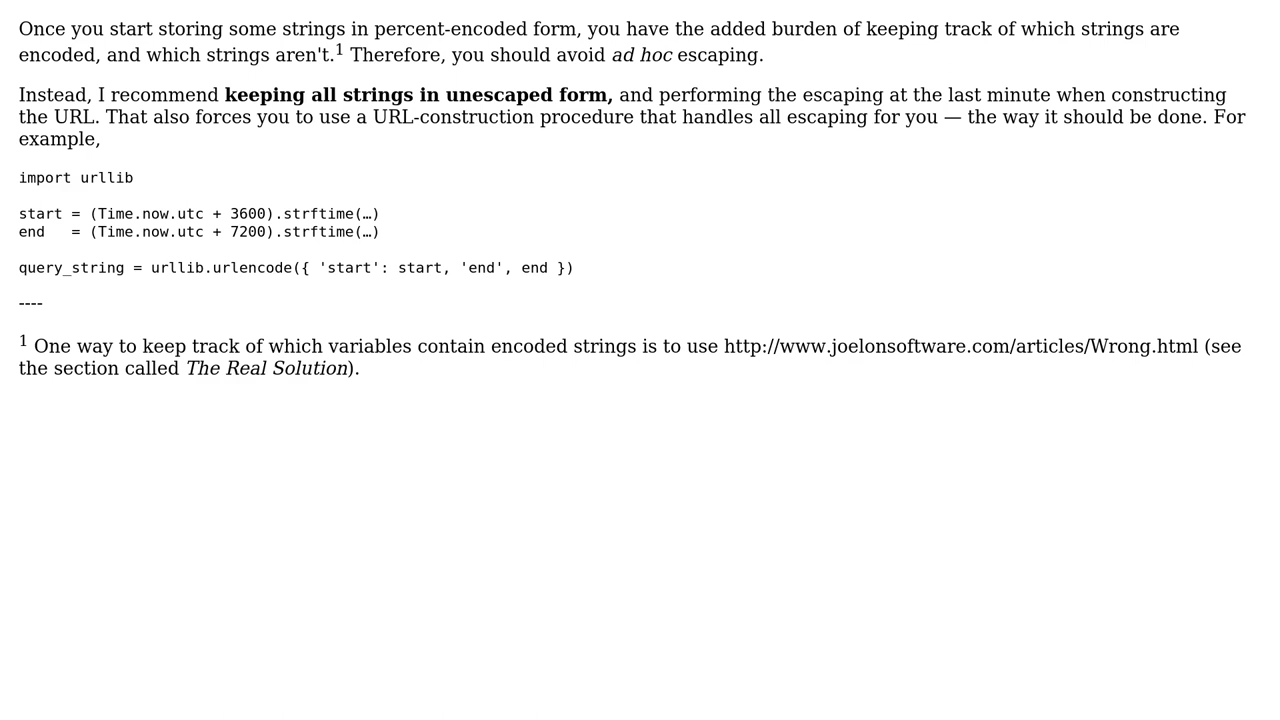 Once you start storing some strings in percent-encoded form, you have the added burden of keeping track of which strings are
encoded, and which strings aren't.1 Therefore, you should avoid ad hoc escaping.
Instead, I recommend keeping all strings in unescaped form, and performing the escaping at the last minute when constructing
the URL. That also forces you to use a URL-construction procedure that handles all escaping for you — the way it should be done. For
example,
import urllib
start = (Time.now.utc + 3600).strftime(…)
end   = (Time.now.utc + 7200).strftime(…)
query_string = urllib.urlencode({ 'start': start, 'end', end })
----
1 One way to keep track of which variables contain encoded strings is to use http://www.joelonsoftware.com/articles/Wrong.html (see
the section called The Real Solution).